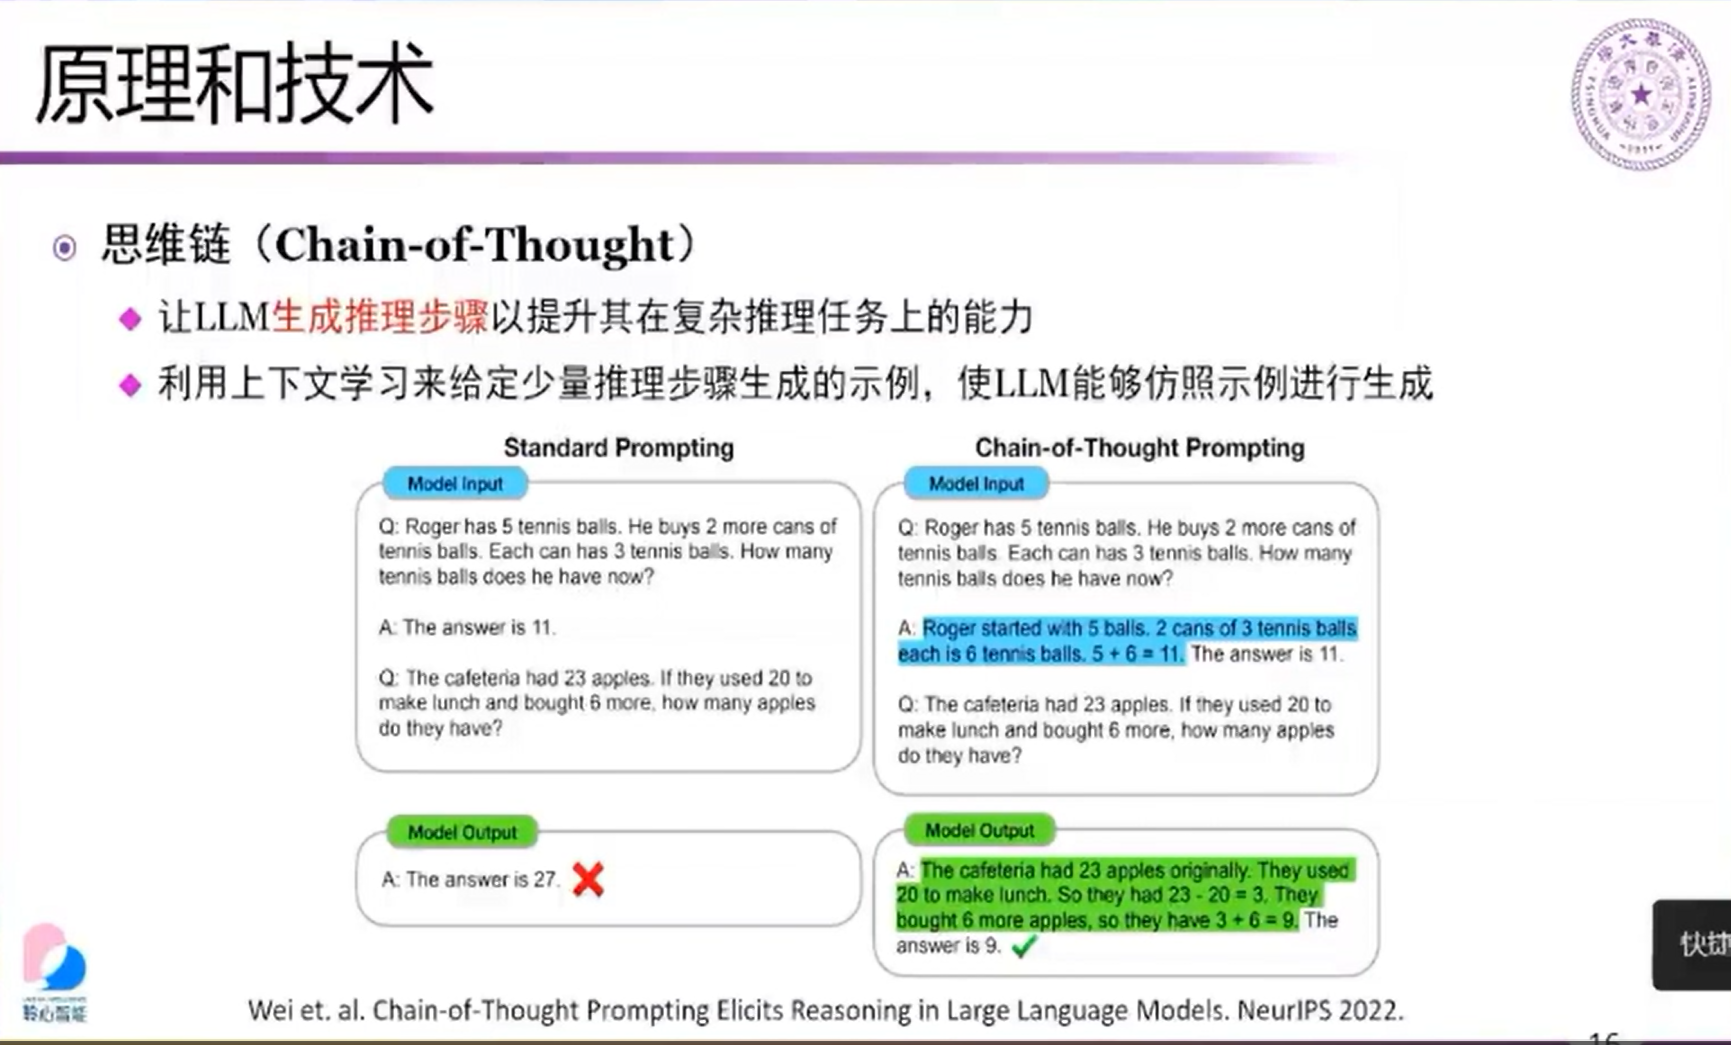 原理和技术
思维链（Chain-of-Thought）
让LLM生成推理步骤以提升其在复杂推理任务上的能力
利用上下文学习来给定少量推理步骤生成的示例，使LLM能够仿照示例进行生成
Standard Prompting
Model Input
Q: Roger has 5 tennis balls. He buys 2 more cans of
tennis balls. Each can has 3 tennis balls. How many
tennis balls does he have now?
A: The answer is 11.
Q: The cafeteria had 23 apples. If they used 20 to
make lunch and bought 6 more, how many apples
do they have?
Model Output
A: The answer is 27.
Chain-of-Thought Prompting
Model Input
Q: Roger has 5 tennis balls. He buys 2 more cans of
tennis balls. Each can has 3 tennis balls. How many
tennis balls does he have now?
A: Roger started with 5 balls. 2 cans of 3 tennis balls
each is 6 tennis balls. 5 + 6 = 11. The answer is 11.
Q: The cafeteria had 23 apples. If they used 20 to
make lunch and bought 6 more, how many apples
do they have?
Model Output
A: The cafeteria had 23 apples originally. They used
20 to make lunch. So they had 23 - 20 = 3. They
bought 6 more apples, so they have 3 + 6 = 9. The
answer is 9.
聆心智能
快捷
Wei et. al. Chain-of-Thought Prompting Elicits Reasoning in Large Language Models. NeurIPS 2022.
TSINGHUA UNIVERSITY
-1911-
16